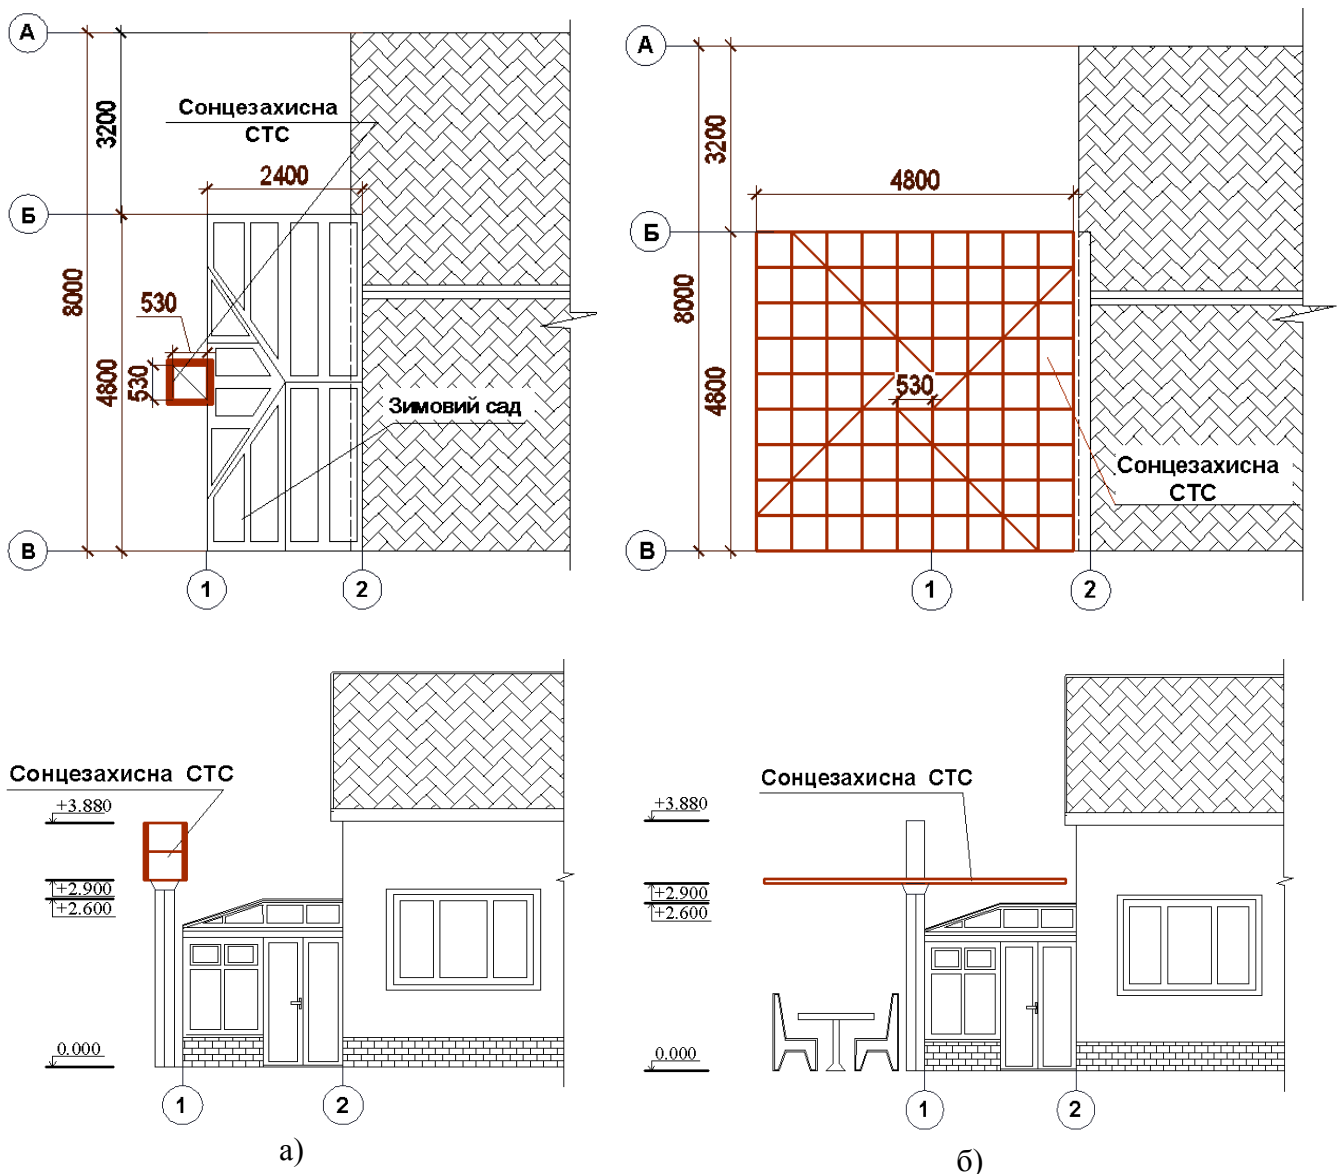 А
3200
Сонцезахисна
СТС
2400
Б
8000
530
530
4800
Зимовий сад
В
1
2
А
3200
4800
Б
8000
4800
530
Сонцезахисна
СТС
В
1
2
Сонцезахисна СТС
+3.880
+2.900
+2.600
0.000
1
2
а)
Сонцезахисна СТС
+3.880
+2.900
+2.600
0.000
1
2
б)